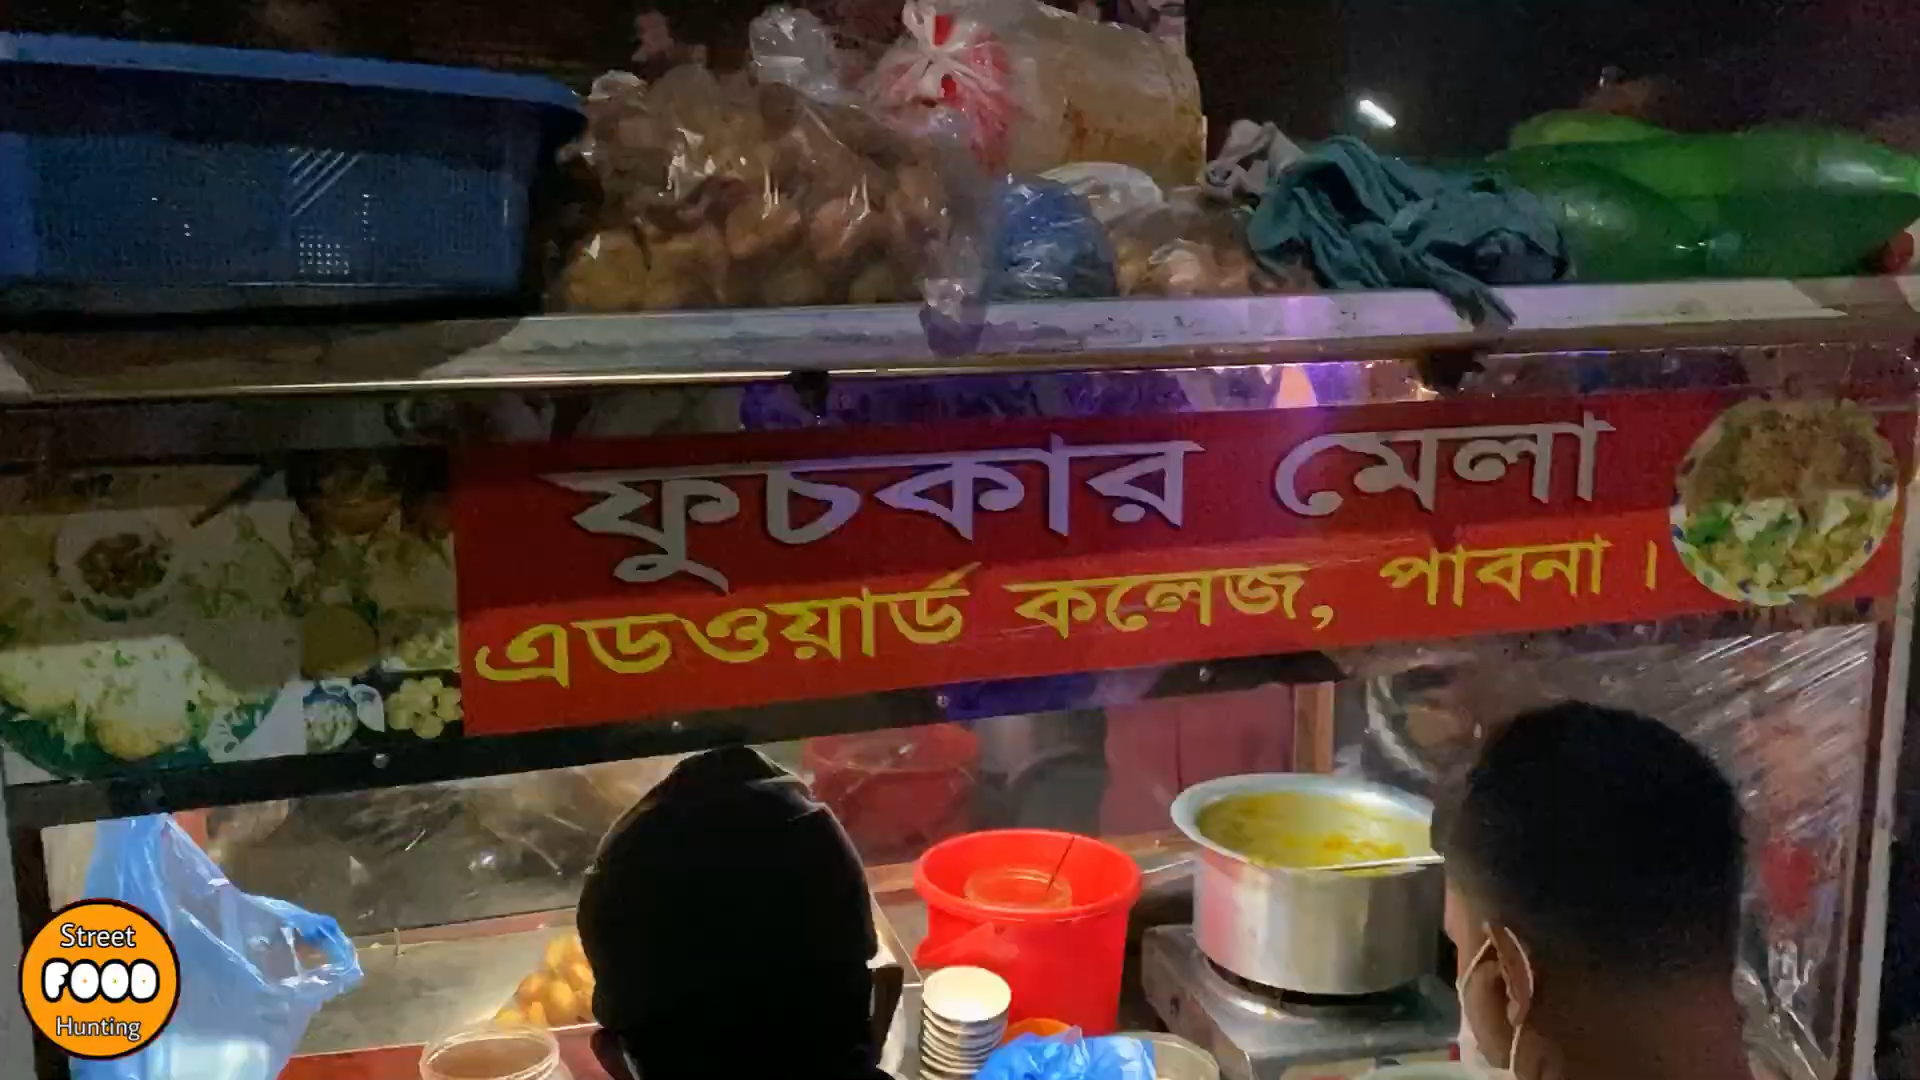 ফুচকার মেলা
এডওয়ার্ড কলেজ, পাবনা।
Street
FOOD
Hunting